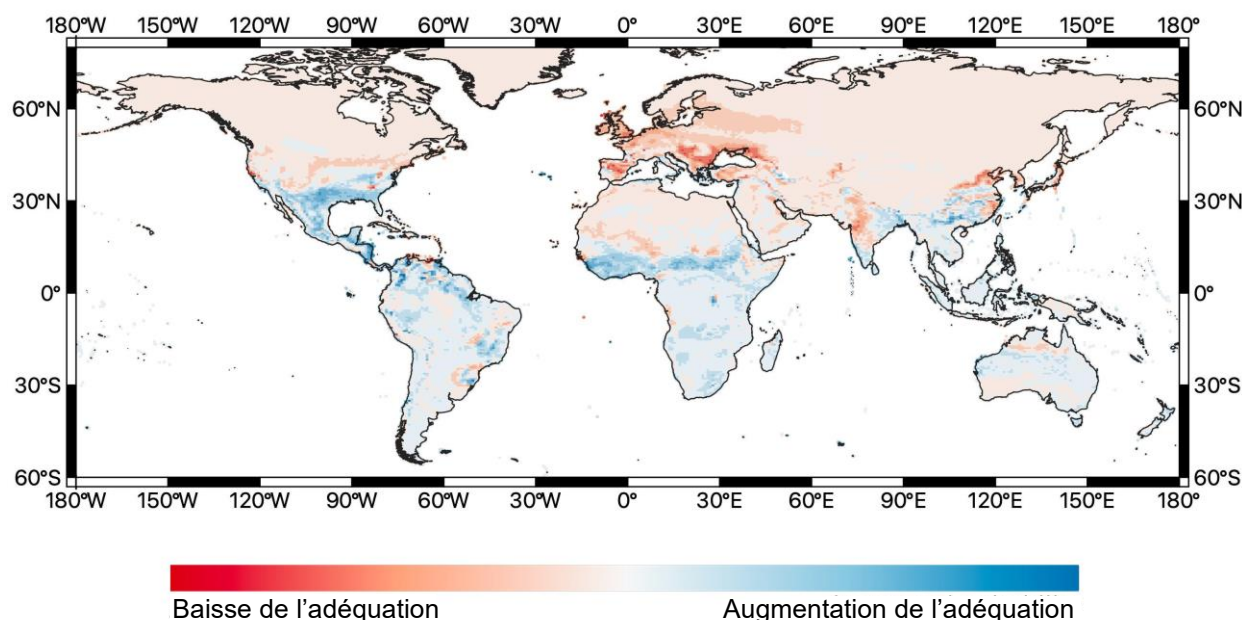 180° 150°W 120°W 90°W 60°W 30°W 0° 30°E 60°E 90°E 120°E 150°E 180°
60°N 60°N
30°N 30°N
0° 0°
30°S 30°S
60°S 60°S
180°W 150°W 120°W 90°W 60°W 30°W 0° 30°E 60°E 90°E 120°E 150°E 180°
Baisse de l’adéquation Augmentation de l’adéquation